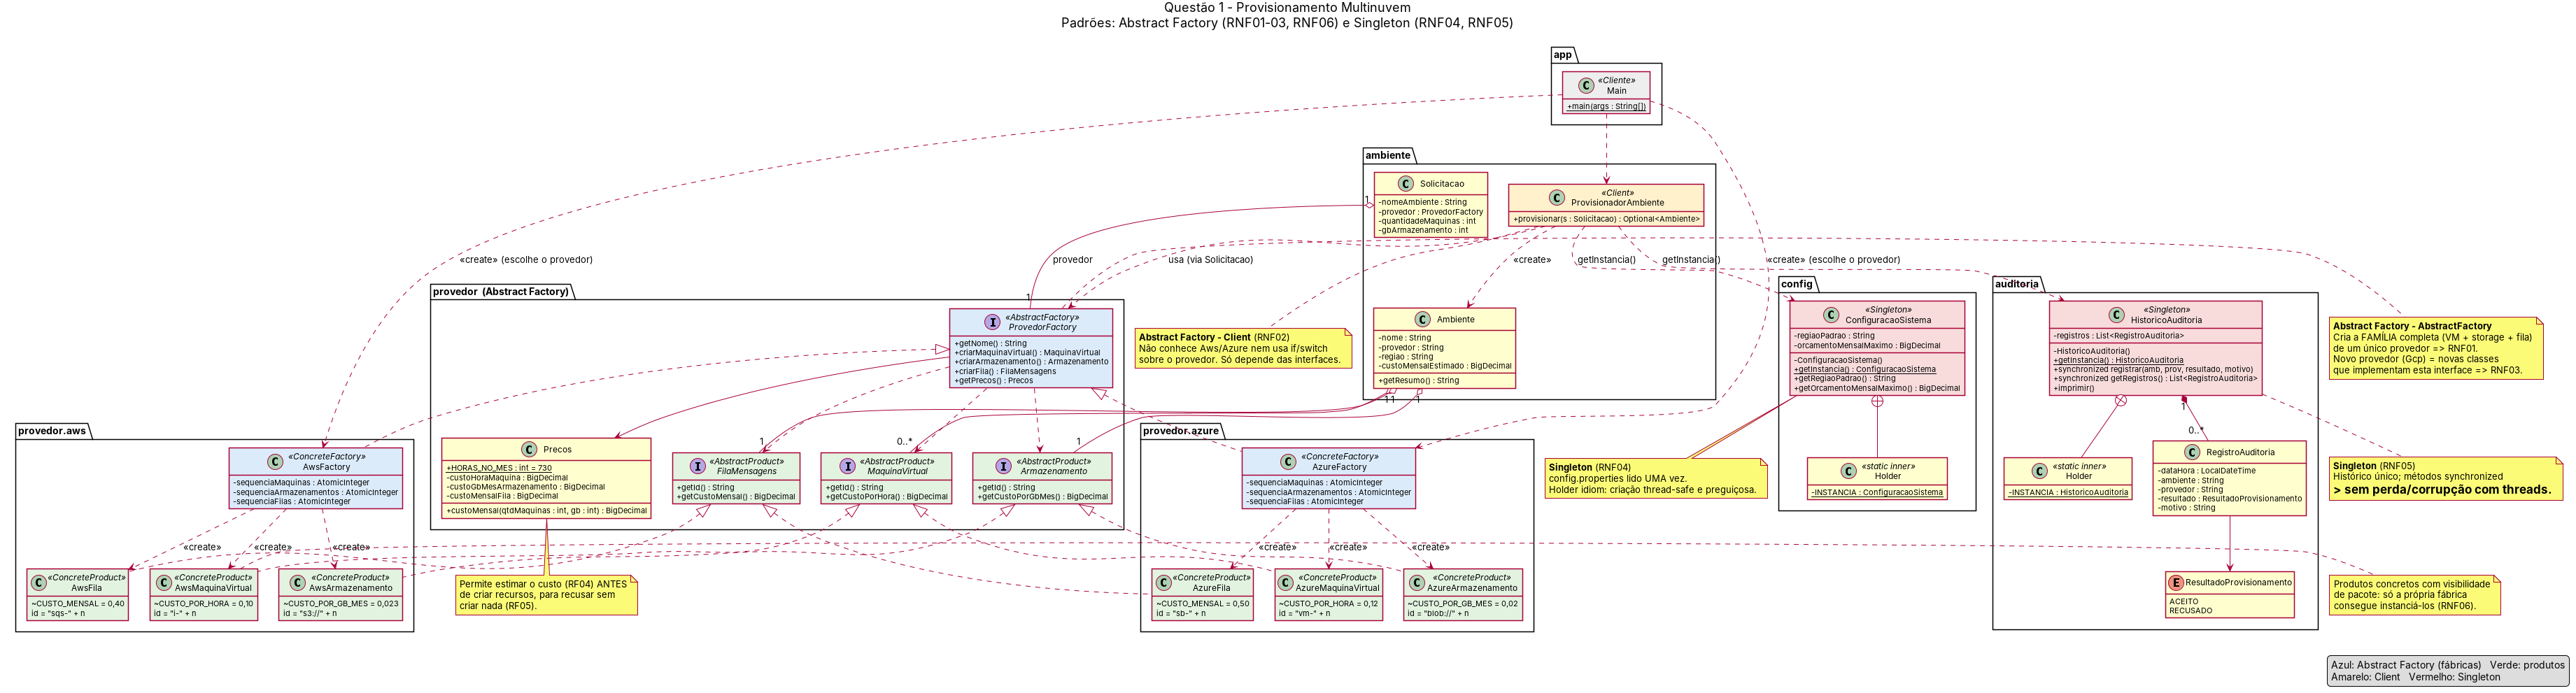 Questão 1 - Provisionamento Multinuvem
Padrões: Abstract Factory (RNF01-03, RNF06) e Singleton (RNF04, RNF05)
app
«Cliente»
Main
+main(args : String[])
ambiente
Solicitacao
-nomeAmbiente : String
-provedor : ProvedorFactory
-quantidadeMaquinas : int
-gbArmazenamento : int
«Client»
ProvisionadorAmbiente
+provisionar(s : Solicitacao) : Optional<Ambiente>
1
«create» (escolhe o provedor)
provedor
usa (via Solicitacao)
«create»
getInstancia()
getInstancia()
«create» (escolhe o provedor)
1
provedor (Abstract Factory)
«AbstractFactory»
ProvedorFactory
+getNome() : String
+criarMaquinaVirtual() : MaquinaVirtual
+criarArmazenamento() : Armazenamento
+criarFila() : FilaMensagens
+getPrecos() : Precos
Abstract Factory - Client (RNF02)
Não conhece Aws/Azure nem usa if/switch
sobre o provedor. Só depende das interfaces.
Ambiente
-nome : String
-provedor : String
-regiao : String
-custoMensalEstimado : BigDecimal
+getResumo() : String
1
1
1
config
«Singleton»
ConfiguracaoSistema
-regiaoPadrao : String
-orcamentoMensalMaximo : BigDecimal
-ConfiguracaoSistema()
+getInstancia() : ConfiguracaoSistema
+getRegiaoPadrao() : String
+getOrcamentoMensalMaximo() : BigDecimal
auditoria
«Singleton»
HistoricoAuditoria
-registros : List<RegistroAuditoria>
-HistoricoAuditoria()
+getInstancia() : HistoricoAuditoria
+synchronized registrar(amb, prov, resultado, motivo)
+synchronized getRegistros() : List<RegistroAuditoria>
+imprimir()
1
0..*
Abstract Factory - AbstractFactory
Cria a FAMÍLIA completa (VM + storage + fila)
de um único provedor => RNF01.
Novo provedor (Gcp) = novas classes
que implementam esta interface => RNF03.
provedor.aws
«ConcreteFactory»
AwsFactory
-sequenciaMaquinas : AtomicInteger
-sequenciaArmazenamentos : AtomicInteger
-sequenciaFilas : AtomicInteger
Precos
+HORAS_NO_MES : int = 730
-custoHoraMaquina : BigDecimal
-custoGbMesArmazenamento : BigDecimal
-custoMensalFila : BigDecimal
+custoMensal(qtdMaquinas : int, gb : int) : BigDecimal
1
«AbstractProduct»
FilaMensagens
+getId() : String
+getCustoMensal() : BigDecimal
0..*
«AbstractProduct»
MaquinaVirtual
+getId() : String
+getCustoPorHora() : BigDecimal
1
«AbstractProduct»
Armazenamento
+getId() : String
+getCustoPorGbMes() : BigDecimal
provedor.azure
«ConcreteFactory»
AzureFactory
-sequenciaMaquinas : AtomicInteger
-sequenciaArmazenamentos : AtomicInteger
-sequenciaFilas : AtomicInteger
Singleton (RNF04)
config.properties lido UMA vez.
Holder idiom: criação thread-safe e preguiçosa.
«static inner»
Holder
-INSTANCIA : ConfiguracaoSistema
«static inner»
Holder
-INSTANCIA : HistoricoAuditoria
RegistroAuditoria
-dataHora : LocalDateTime
-ambiente : String
-provedor : String
-resultado : ResultadoProvisionamento
-motivo : String
Singleton (RNF05)
Histórico único; métodos synchronized
> sem perda/corrupção com threads.
«create»
«create»
«create»
«create»
«create»
«create»
«ConcreteProduct»
AwsFila
~CUSTO_MENSAL = 0,40
id = "sqs-" + n
«ConcreteProduct»
AwsMaquinaVirtual
~CUSTO_POR_HORA = 0,10
id = "i-" + n
«ConcreteProduct»
AwsArmazenamento
~CUSTO_POR_GB_MES = 0,023
id = "s3://" + n
Permite estimar o custo (RF04) ANTES
de criar recursos, para recusar sem
criar nada (RF05).
«ConcreteProduct»
AzureFila
~CUSTO_MENSAL = 0,50
id = "sb-" + n
«ConcreteProduct»
AzureMaquinaVirtual
~CUSTO_POR_HORA = 0,12
id = "vm-" + n
«ConcreteProduct»
AzureArmazenamento
~CUSTO_POR_GB_MES = 0,02
id = "blob://" + n
ResultadoProvisionamento
ACEITO
RECUSADO
Produtos concretos com visibilidade
de pacote: só a própria fábrica
consegue instanciá-los (RNF06).
Azul: Abstract Factory (fábricas) Verde: produtos
Amarelo: Client Vermelho: Singleton